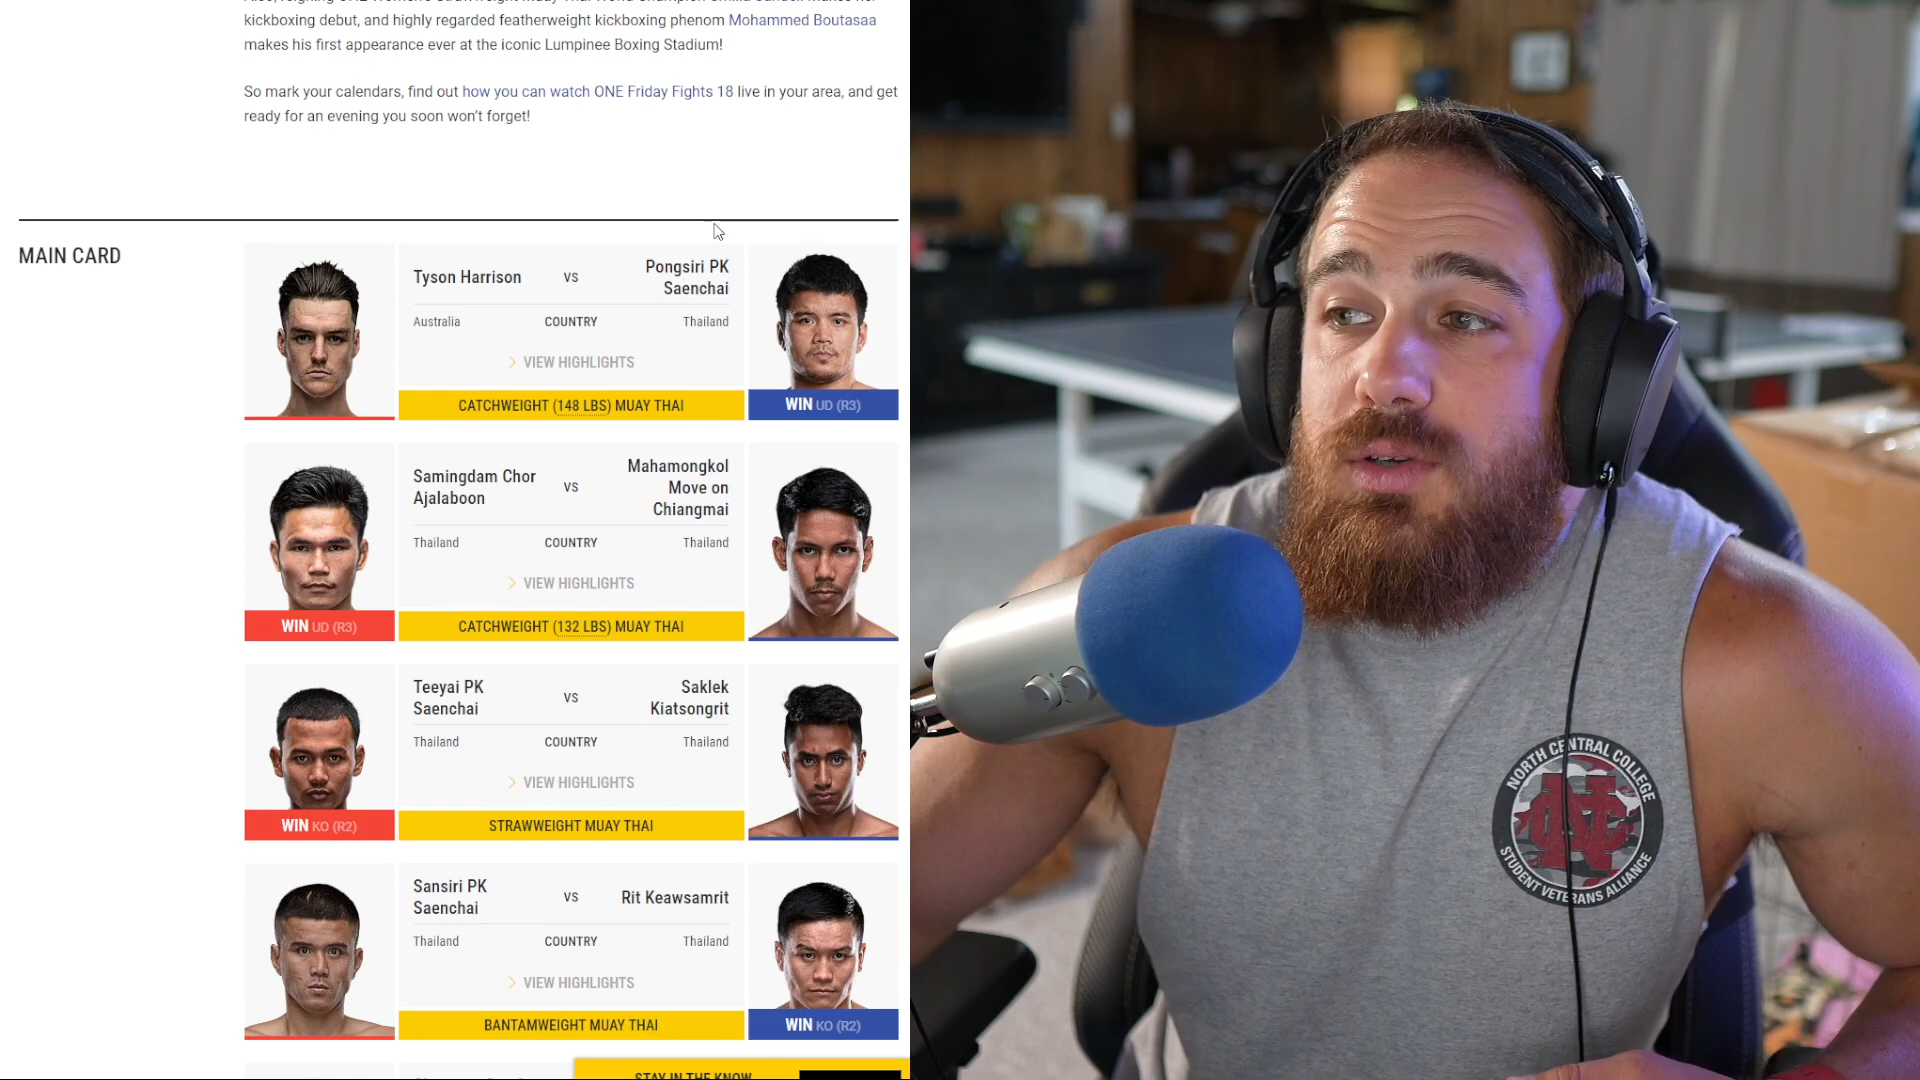 kickboxing debut, and highly regarded featherweight kickboxing phenom Mohammed Boutasaa
makes his first appearance ever at the iconic Lumpinee Boxing Stadium!
So mark your calendars, find out how you can watch ONE Friday Fights 18 live in your area, and get
ready for an evening you soon won't forget!
MAIN CARD
Tyson Harrison vs Pongsiri PK
Saenchai
Australia COUNTRY Thailand
VIEW HIGHLIGHTS
CATCHWEIGHT (148 LBS) MUAY THAI
WIN UD (R3)
Samingdam Chor
Ajalaboon
vs
Mahamongkol
Move on
Chiangmai
Thailand COUNTRY Thailand
VIEW HIGHLIGHTS
WIN UD (R3)
CATCHWEIGHT (132 LBS) MUAY THAI
Teeyai PK
Saenchai
vs
Saklek
Kiatsongrit
Thailand COUNTRY Thailand
VIEW HIGHLIGHTS
WIN KO (R2)
STRAWWEIGHT MUAY THAI
Sansiri PK
Saenchai
vs
Rit Keawsamrit
Thailand COUNTRY Thailand
VIEW HIGHLIGHTS
BANTAMWEIGHT MUAY THAI
WIN KO (R2)
STAY IN THE KNOW
NORTH CENTRAL COLLEGE
NC
STUDENT VETERANS ALLIANCE